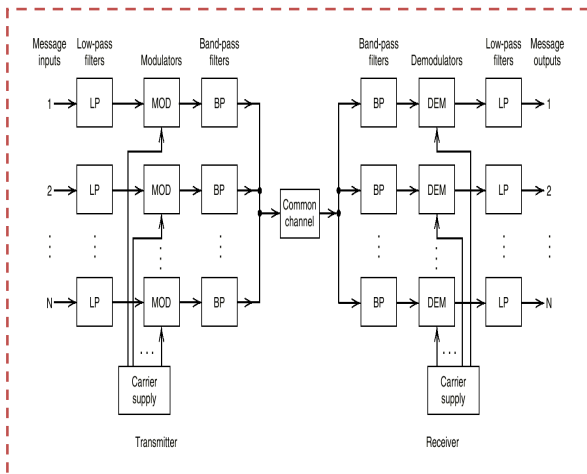 Message inputs
Low-pass filters
Modulators
Band-pass filters
Band-pass filters
Demodulators
Low-pass filters
Message outputs
1 LP MOD BP BP DEM LP 1
2 LP MOD BP BP DEM LP 2
Common channel
N LP MOD BP BP DEM LP N
Carrier supply
Carrier supply
Transmitter
Receiver